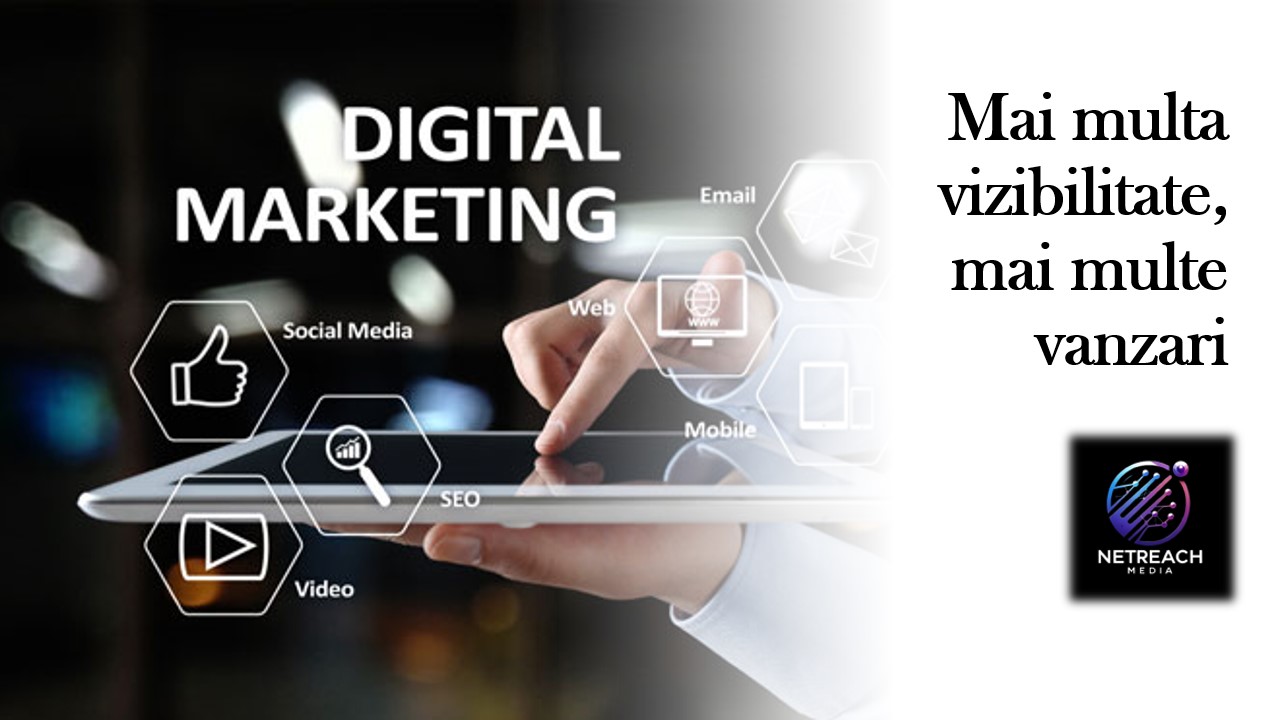 DIGITAL
MARKETING
Email
Web
www
Social Media
Mobile
SEO
Video
Mai multa
vizibilitate,
mai multe
vanzari
NETREACH
MEDIA